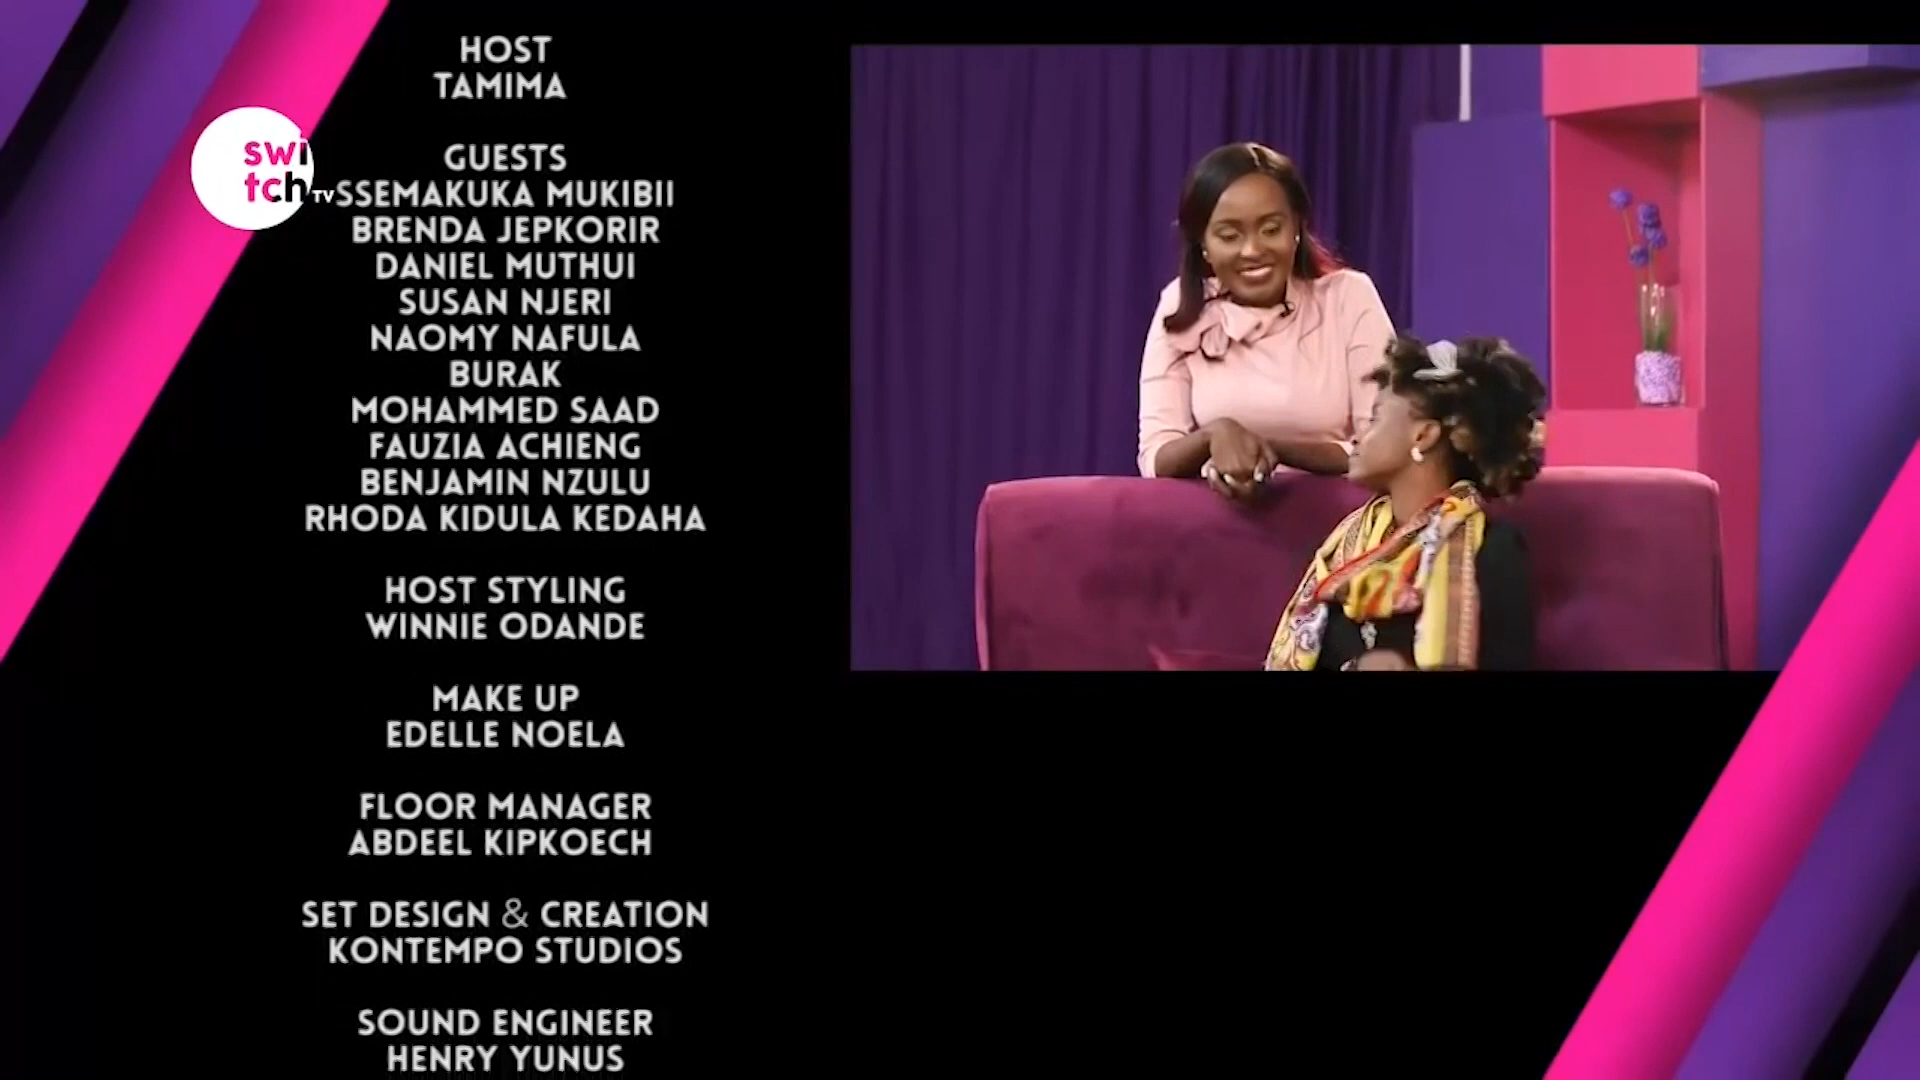 HOST
TAMIMA
GUESTS
SSEMAKUKA MUKIBII
BRENDA JEPKORIR
DANIEL MUTHUI
SUSAN NJERI
NAOMY NAFULA
BURAK
MOHAMMED SAAD
FAUZIA ACHIENG
BENJAMIN NZULU
RHODA KIDULA KEDAHA
HOST STYLING
WINNIE ODANDE
MAKE UP
EDELLE NOELA
FLOOR MANAGER
ABDEEL KIPKOECH
SET DESIGN & CREATION
KONTEMPO STUDIOS
SOUND ENGINEER
HENRY YUNUS
swi
tch TV